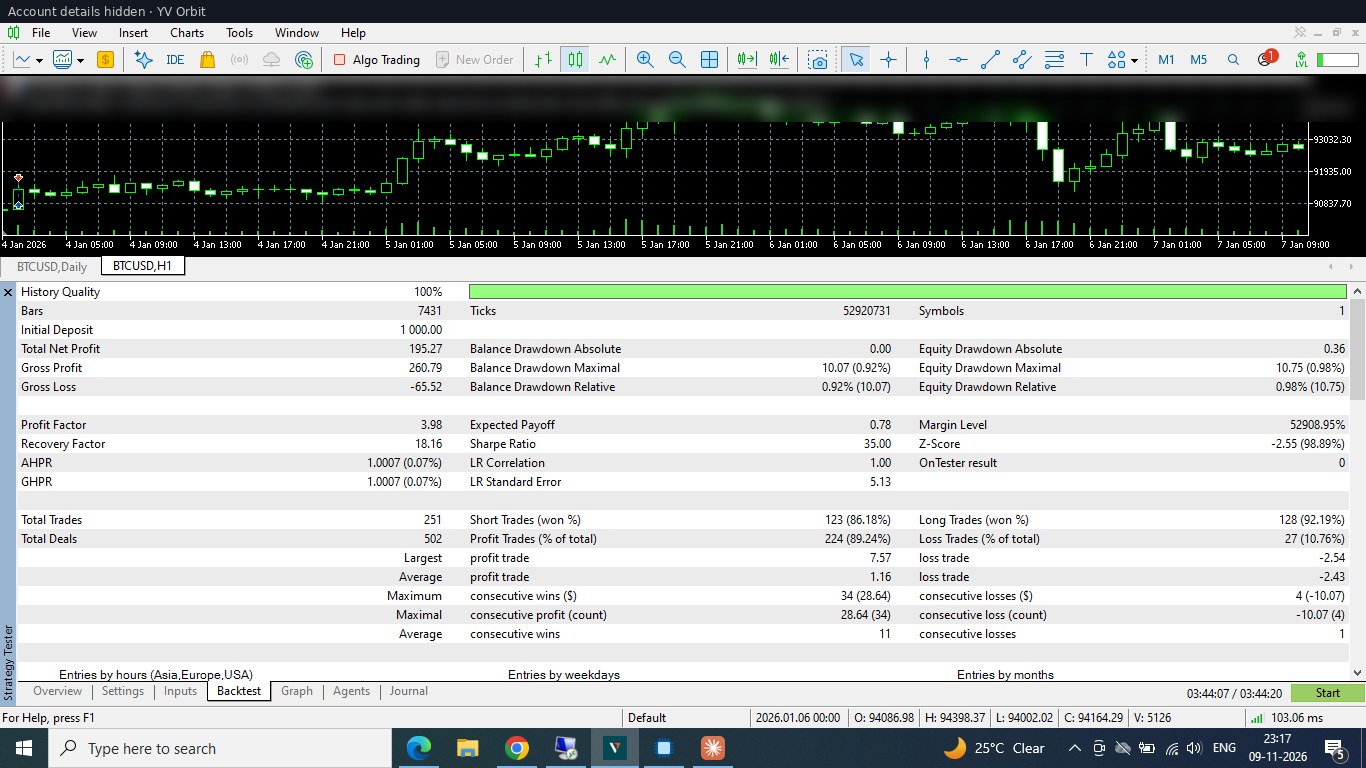 Account details hidden - YV Orbit
File View Insert Charts Tools Window Help
IDE Algo Trading New Order M1 M5 1 LVL
93032.30
91935.00
90837.70
4 Jan 2026 4 Jan 05:00 4 Jan 09:00 4 Jan 13:00 4 Jan 17:00 4 Jan 21:00 5 Jan 01:00 5 Jan 05:00 5 Jan 09:00 5 Jan 13:00 5 Jan 17:00 5 Jan 21:00 6 Jan 01:00 6 Jan 09:00 6 Jan 13:00 6 Jan 17:00 6 Jan 21:00 7 Jan 01:00 7 Jan 05:00 7 Jan 09:00
BTCUSD,Daily BTCUSD,H1
History Quality 100%
Bars 7431 Ticks 52920731 Symbols 1
Initial Deposit 1 000.00
Total Net Profit 195.27 Balance Drawdown Absolute 0.00 Equity Drawdown Absolute 0.36
Gross Profit 260.79 Balance Drawdown Maximal 10.07 (0.92%) Equity Drawdown Maximal 10.75 (0.98%)
Gross Loss -65.52 Balance Drawdown Relative 0.92% (10.07) Equity Drawdown Relative 0.98% (10.75)
Profit Factor 3.98 Expected Payoff 0.78 Margin Level 52908.95%
Recovery Factor 18.16 Sharpe Ratio 35.00 Z-Score -2.55 (98.89%)
AHPR 1.0007 (0.07%) LR Correlation 1.00 OnTester result 0
GHPR 1.0007 (0.07%) LR Standard Error 5.13
Total Trades 251 Short Trades (won %) 123 (86.18%) Long Trades (won %) 128 (92.19%)
Total Deals 502 Profit Trades (% of total) 224 (89.24%) Loss Trades (% of total) 27 (10.76%)
Largest profit trade 7.57 loss trade -2.54
Average profit trade 1.16 loss trade -2.43
Maximum consecutive wins ($) 34 (28.64) consecutive losses ($) 4 (-10.07)
Maximal consecutive profit (count) 28.64 (34) consecutive loss (count) -10.07 (4)
Average consecutive wins 11 consecutive losses 1
Entries by hours (Asia,Europe,USA) Entries by weekdays Entries by months
Strategy Tester
Overview Settings Inputs Backtest Graph Agents Journal 03:44:07 / 03:44:20 Start
For Help, press F1 Default 2026.01.06 00:00 O: 94086.98 H: 94398.37 L: 94002.02 C: 94164.29 V: 5126 103.06 ms
Type here to search 25°C Clear ENG 23:17 5
09-11-2026